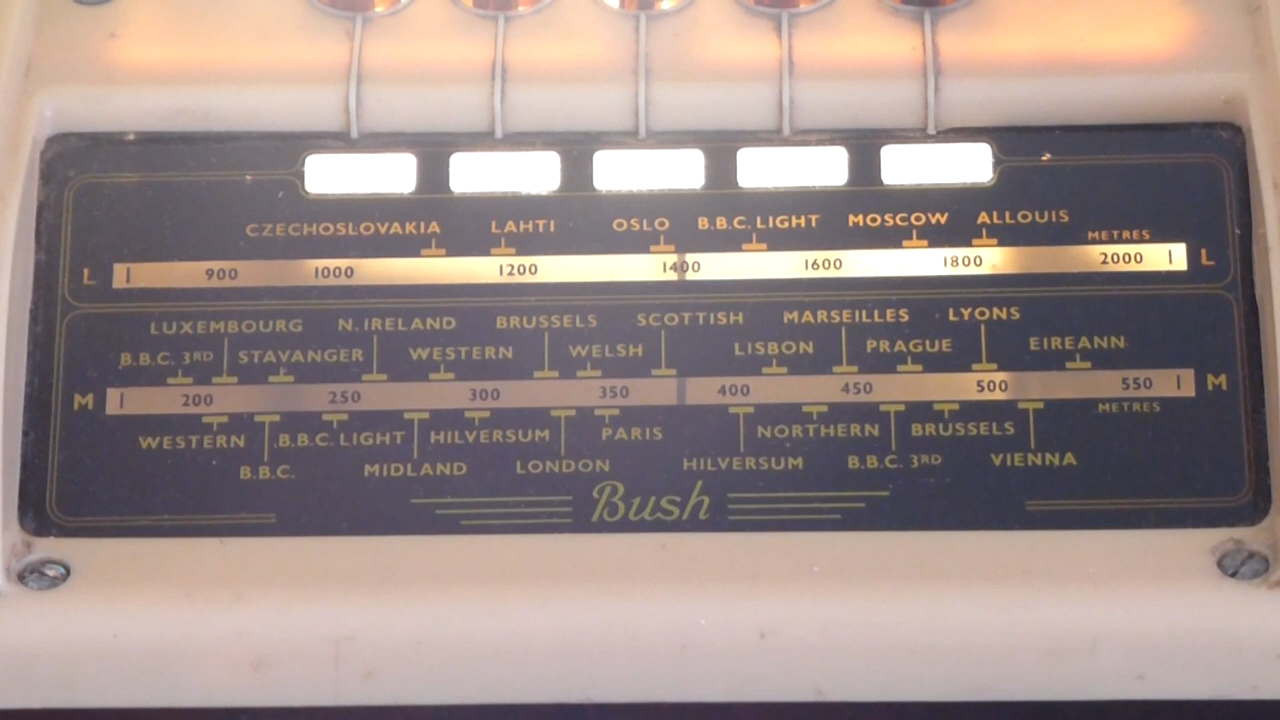 CZECHOSLOVAKIA LAHTI OSLO B.B.C. LIGHT MOSCOW ALLOUIS
METRES
L 900 1000 1200 1400 1600 1800 2000 L
LUXEMBOURG N. IRELAND BRUSSELS SCOTTISH MARSEILLES LYONS
B.B.C. 3RD STAVANGER WESTERN WELSH LISBON PRAGUE EIREANN
M 200 250 300 350 400 450 500 550 M
METRES
WESTERN B.B.C. LIGHT HILVERSUM PARIS NORTHERN BRUSSELS
B.B.C. MIDLAND LONDON HILVERSUM B.B.C. 3RD VIENNA
Bush